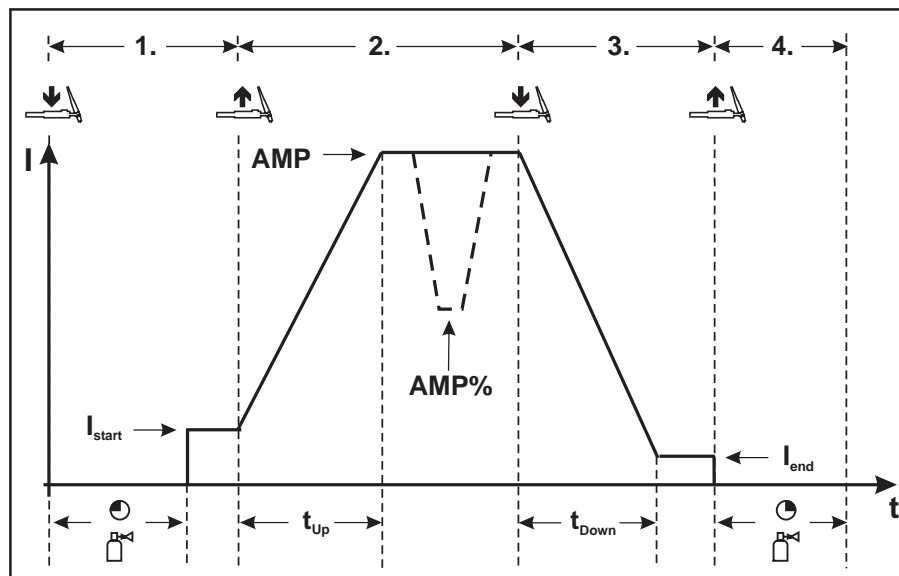 1. 2. 3. 4.
I
AMP
AMP%
Istart
Iend
t
tUp
tDown